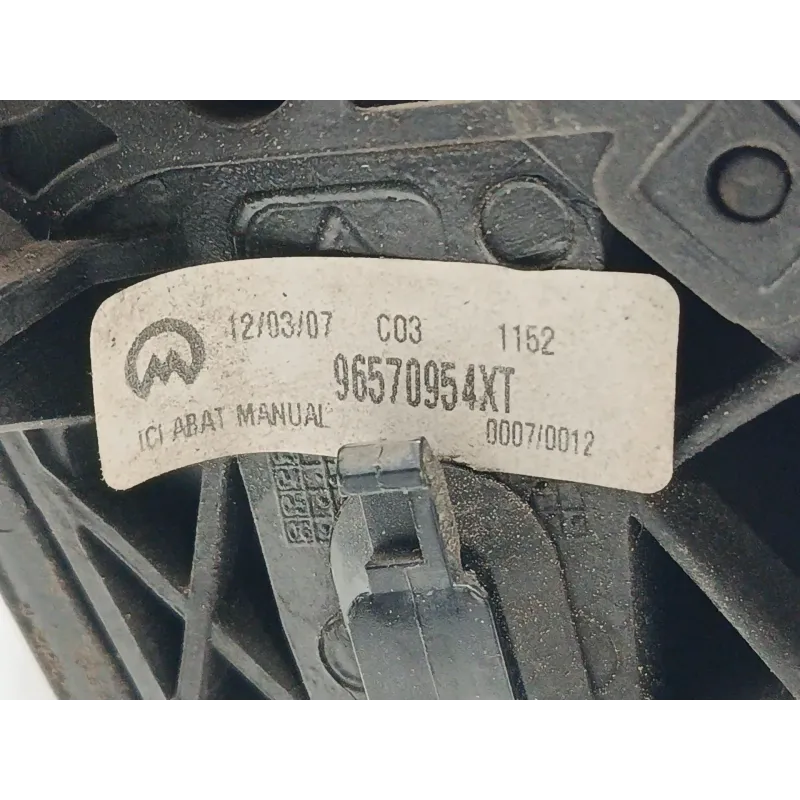 12/03/07 C03 1152
96570954XT
ICI ABAT MANUAL 0007/0012